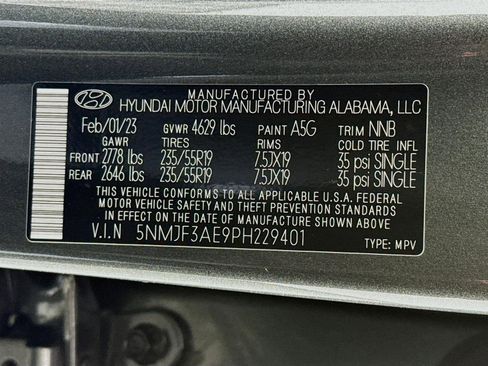 MANUFACTURED BY
HYUNDAI MOTOR MANUFACTURING ALABAMA, LLC
Feb/01/23 GVWR 4629 lbs PAINT A5G TRIM NNB
GAWR TIRES RIMS COLD TIRE INFL
FRONT 2778 lbs 235/55R19 7.5JX19 35 psi SINGLE
REAR 2646 lbs 235/55R19 7.5JX19 35 psi SINGLE
THIS VEHICLE CONFORMS TO ALL APPLICABLE U.S.A. FEDERAL
MOTOR VEHICLE SAFETY, BUMPER, AND THEFT PREVENTION STANDARDS
IN EFFECT ON THE DATE OF MANUFACTURE SHOWN ABOVE.
V.I.N 5NMJF3AE9PH229401 TYPE: MPV